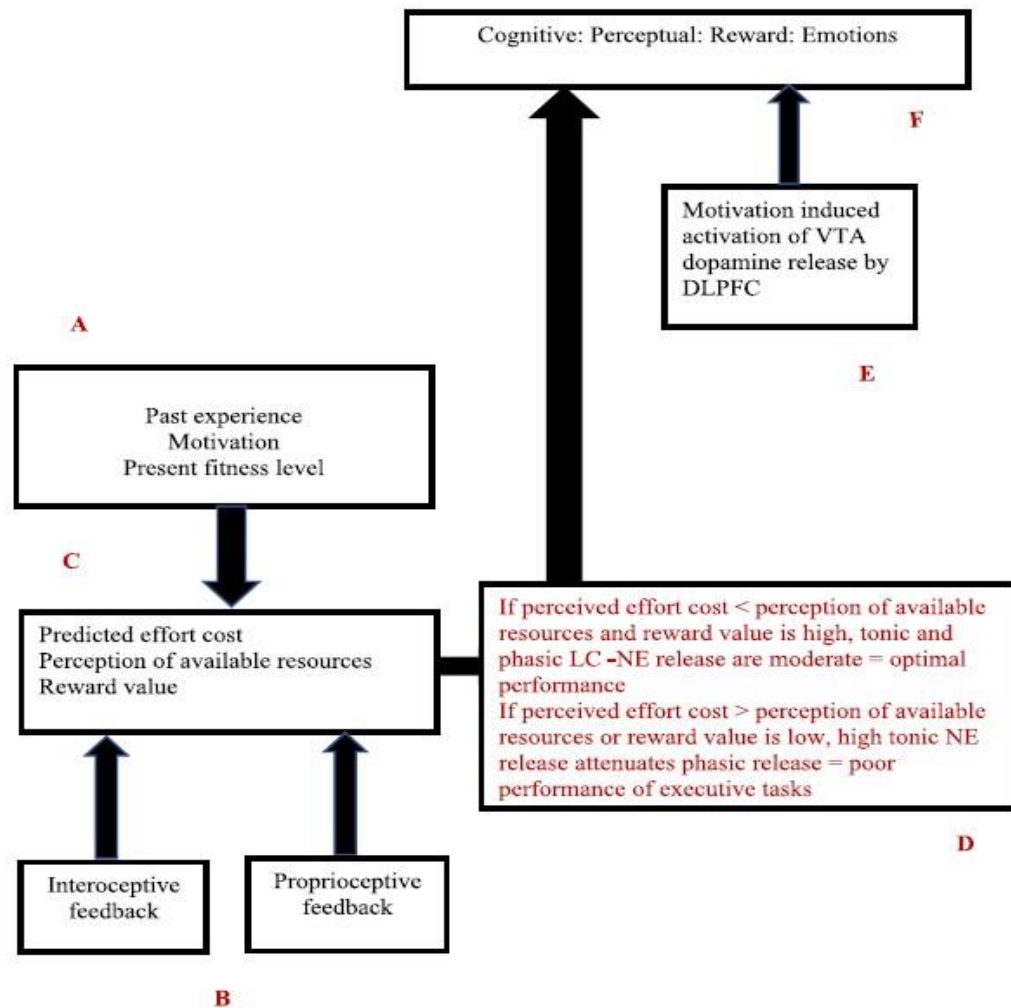 Cognitive: Perceptual: Reward: Emotions
F
Motivation induced
activation of VTA
dopamine release by
DLPFC
E
A
Past experience
Motivation
Present fitness level
C
Predicted effort cost
Perception of available resources
Reward value
If perceived effort cost < perception of available
resources and reward value is high, tonic and
phasic LC -NE release are moderate = optimal
performance
If perceived effort cost > perception of available
resources or reward value is low, high tonic NE
release attenuates phasic release = poor
performance of executive tasks
D
Interoceptive
feedback
Proprioceptive
feedback
B